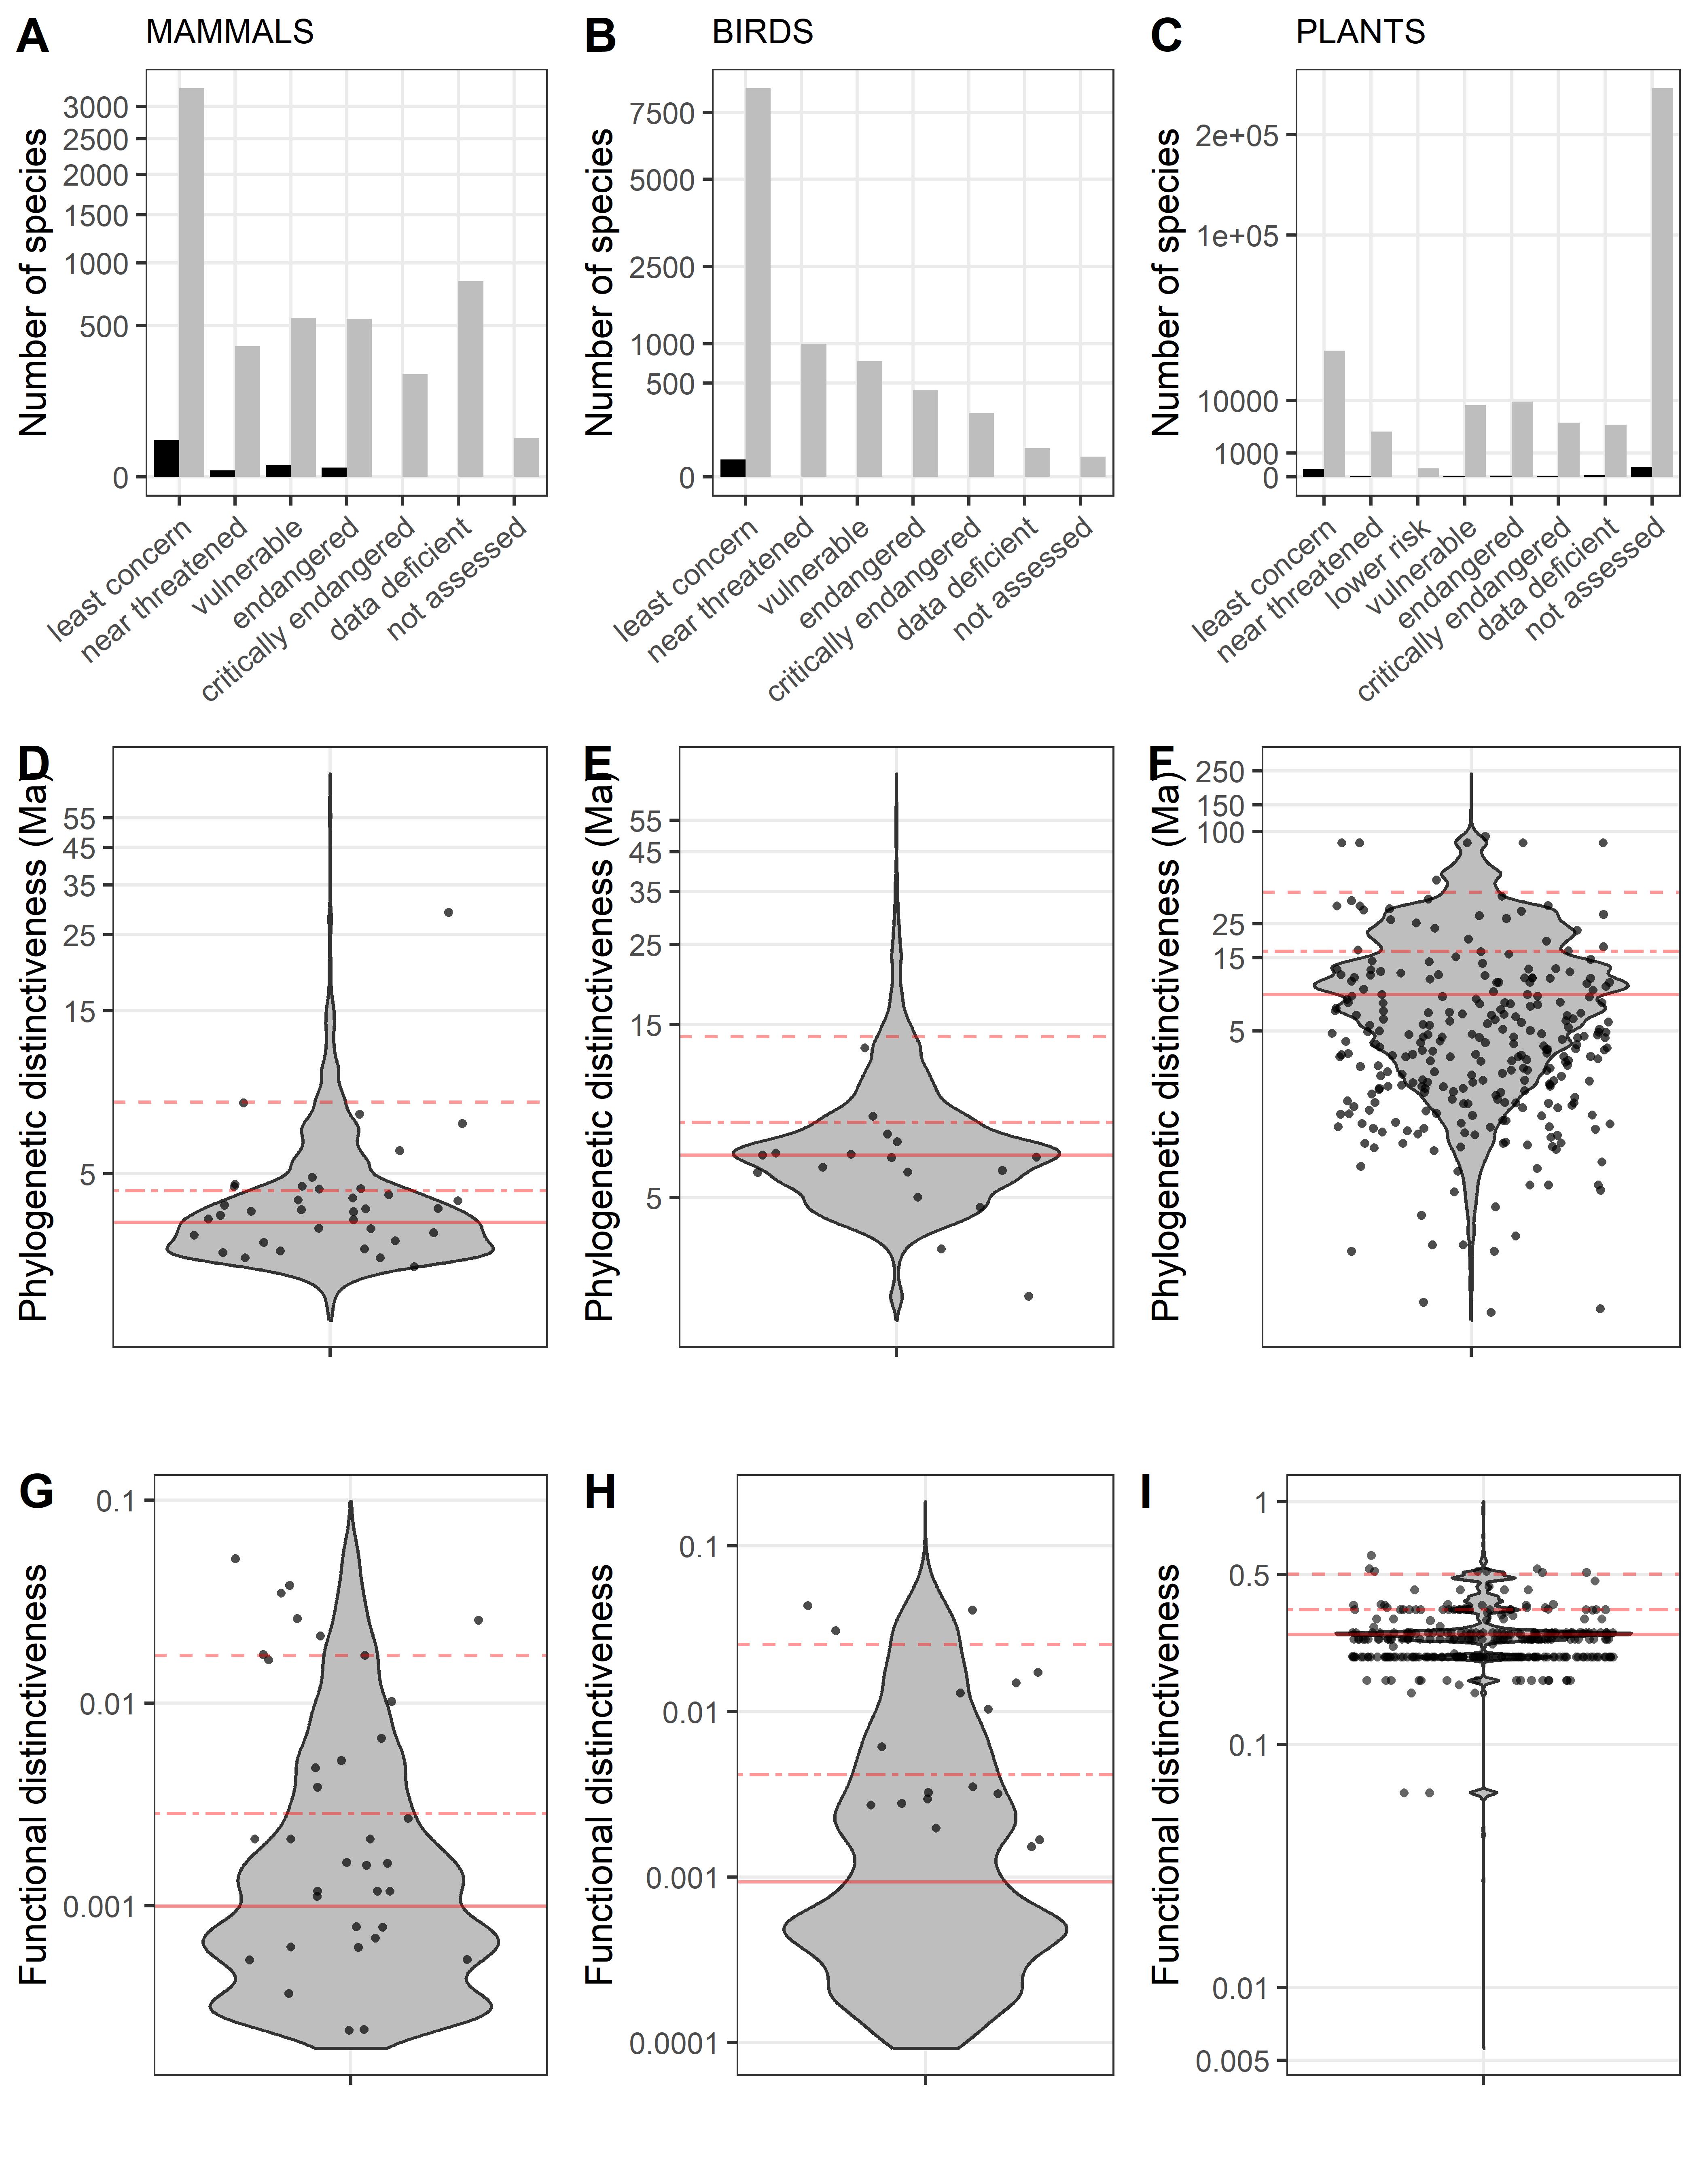 A MAMMALS
Number of species
3000
2500
2000
1500
1000
500
0
least concern
near threatened
vulnerable
endangered
critically endangered
data deficient
not assessed
B BIRDS
Number of species
7500
5000
2500
1000
500
0
least concern
near threatened
vulnerable
endangered
critically endangered
data deficient
not assessed
C PLANTS
Number of species
2e+05
1e+05
10000
1000
0
least concern
near threatened
lower risk
vulnerable
endangered
critically endangered
data deficient
not assessed
D
Phylogenetic distinctiveness (Ma)
55
45
35
25
15
5
E
Phylogenetic distinctiveness (Ma)
55
45
35
25
15
5
F
Phylogenetic distinctiveness (Ma)
250
150
100
25
15
5
G
Functional distinctiveness
0.1
0.01
0.001
H
Functional distinctiveness
0.1
0.01
0.001
0.0001
I
Functional distinctiveness
1
0.5
0.1
0.01
0.005